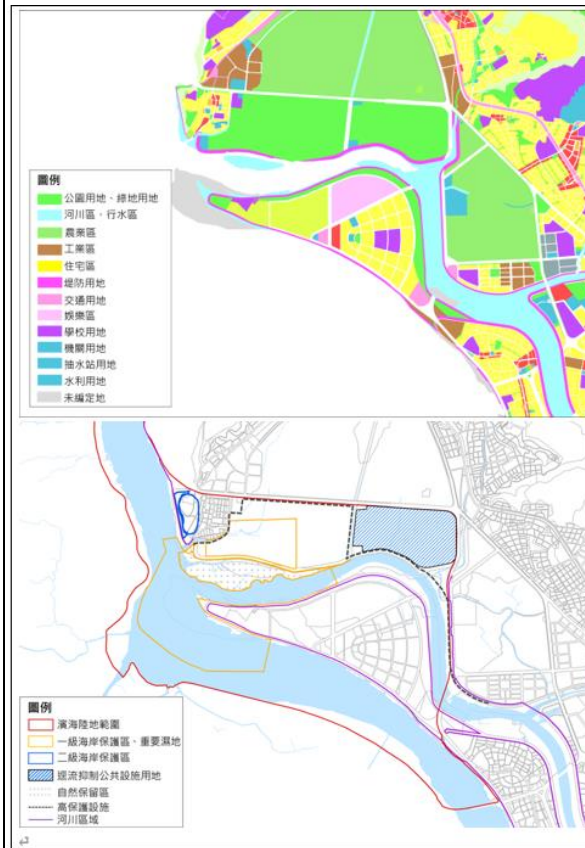 圖例
公園用地、綠地用地
河川區、行水區
農業區
工業區
住宅區
堤防用地
交通用地
娛樂區
學校用地
機關用地
抽水站用地
水利用地
未編定地
圖例
濱海陸地範圍
一級海岸保護區、重要濕地
二級海岸保護區
逕流抑制公共設施用地
自然保留區
高保護設施
河川區域